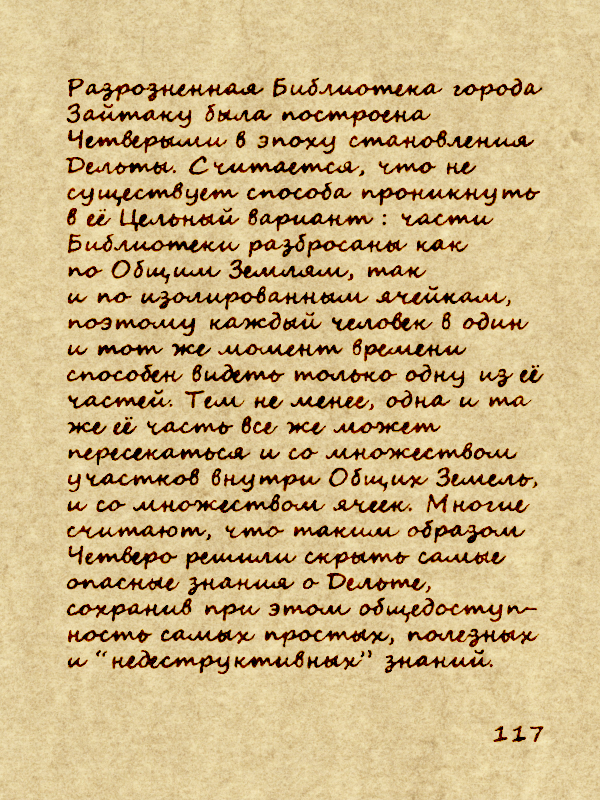 Разрозненная Библиотека города
Зайтаку была построена
Четверыми в эпоху становления
Дельты. Считается, что не
существует способа проникнуть
в её Цельный вариант : части
Библиотеки разбросаны как
по Общим Землям, так
и по изолированным ячейкам,
поэтому каждый человек в один
и тот же момент времени
способен видеть только одну из её
частей. Тем не менее, одна и та
же её часть все же может
пересекаться и со множеством
участков внутри Общих Земель,
и со множеством ячеек. Многие
считают, что таким образом
Четверо решили скрыть самые
опасные знания о Дельте,
сохранив при этом общедоступ-
ность самых простых, полезных
и “недеструктивных” знаний.
117